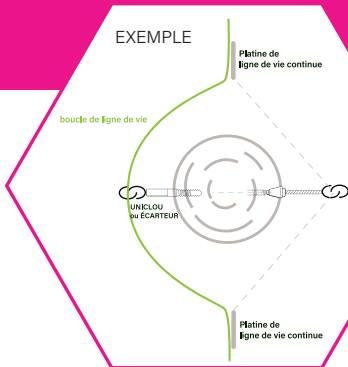 EXEMPLE
Platine de
ligne de vie continue
boucle de ligne de vie
UNICLOU
ou ÉCARTEUR
Platine de
ligne de vie continue